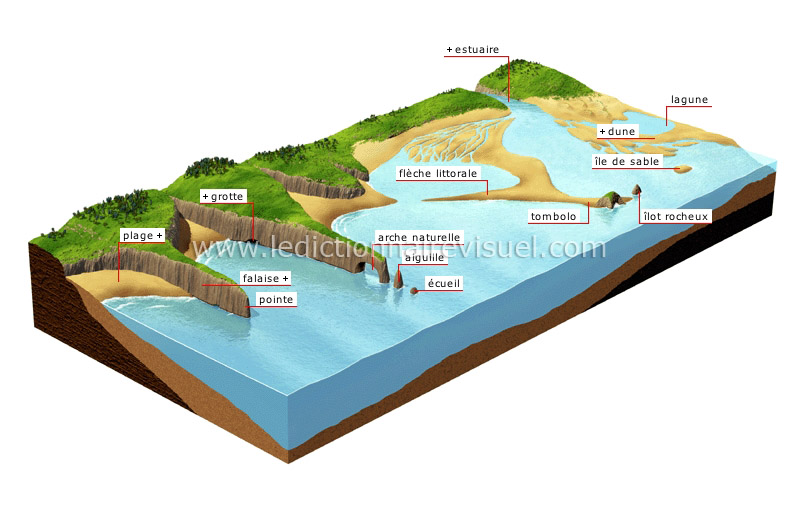 + estuaire
lagune
+ dune
île de sable
flèche littorale
+ grotte
tombolo
îlot rocheux
plage +
arche naturelle
www.ledictionnairevisuel.com
aiguille
falaise +
écueil
pointe